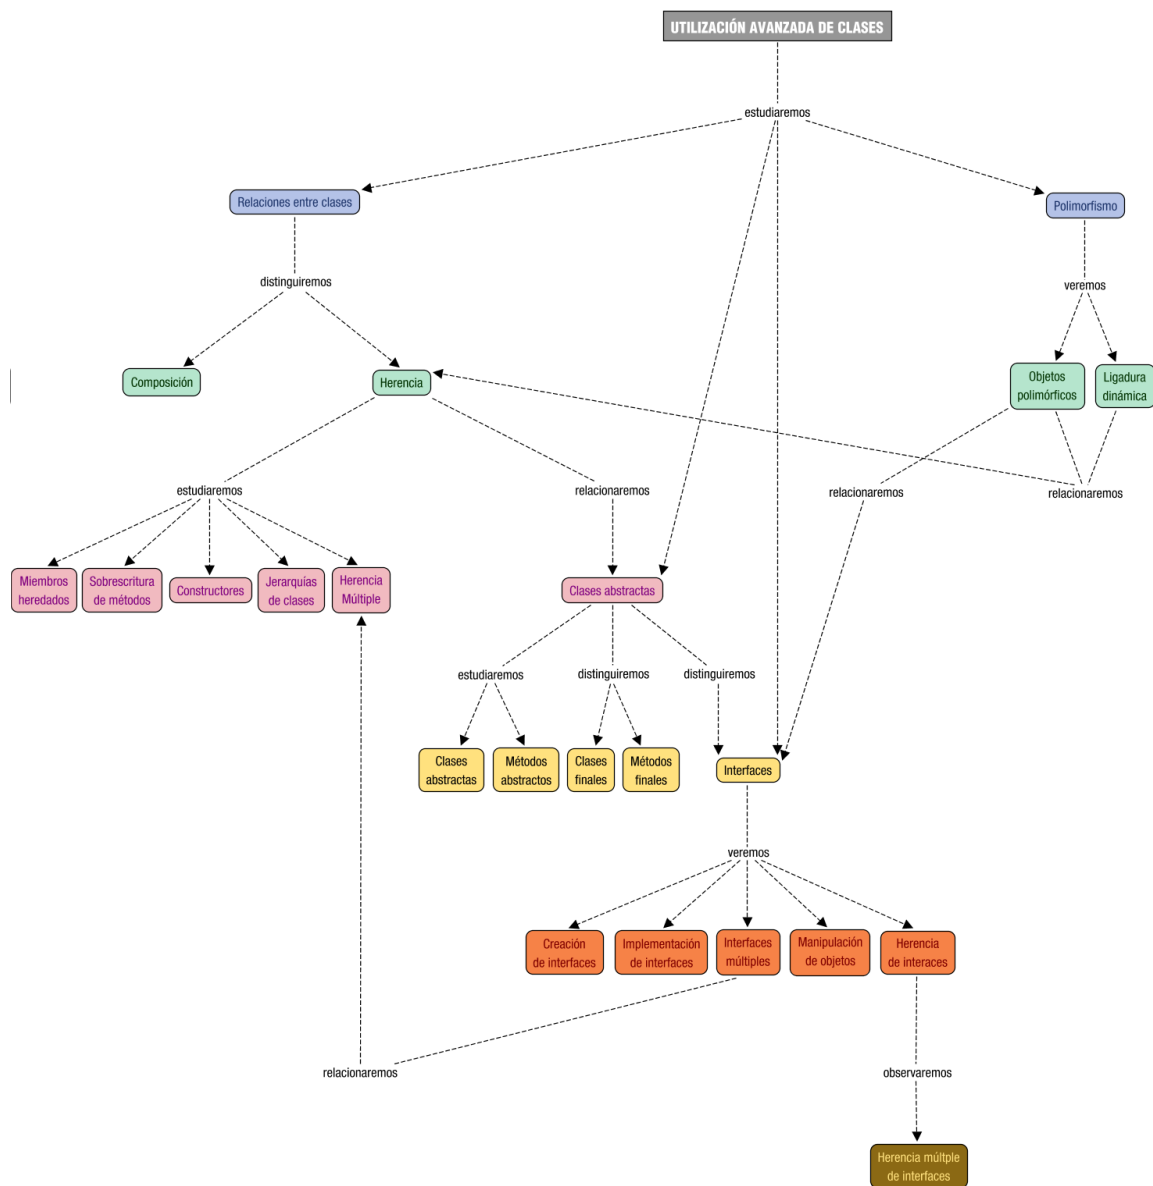 UTILIZACIÓN AVANZADA DE CLASES
estudiaremos
Relaciones entre clases
Polimorfismo
distinguiremos
veremos
Composición
Herencia
Objetos
polimórficos
Ligadura
dinámica
estudiaremos
relacionaremos
relacionaremos
relacionaremos
Miembros
heredados
Sobrescritura
de métodos
Constructores
Jerarquías
de clases
Herencia
Múltiple
Clases abstractas
estudiaremos
distinguiremos
distinguiremos
Clases
abstractas
Métodos
abstractos
Clases
finales
Métodos
finales
Interfaces
veremos
Creación
de interfaces
Implementación
de interfaces
Interfaces
múltiples
Manipulación
de objetos
Herencia
de interaces
relacionaremos
observaremos
Herencia múltple
de interfaces